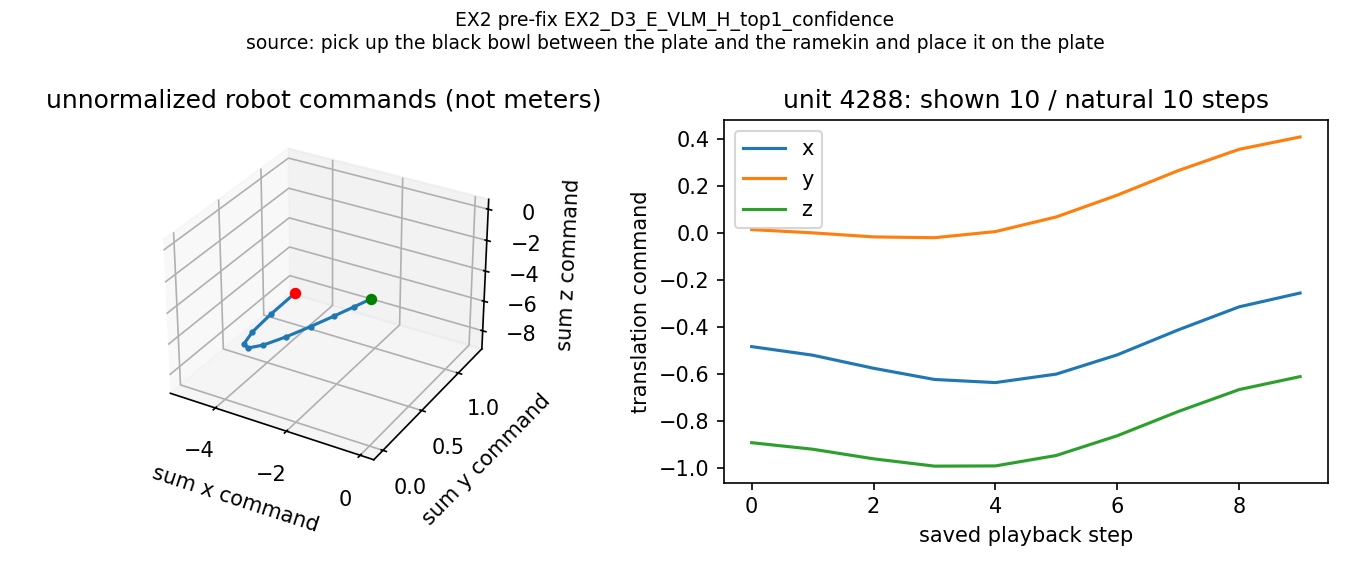 EX2 pre-fix EX2_D3_E_VLM_H_top1_confidence
source: pick up the black bowl between the plate and the ramekin and place it on the plate
unnormalized robot commands (not meters)
0
−2
−4
−6
−8
sum z command
1.0
0.5
0.0
sum y command
−4
−2
0
sum x command
unit 4288: shown 10 / natural 10 steps
x
y
z
0.4
0.2
0.0
−0.2
−0.4
−0.6
−0.8
−1.0
translation command
0
2
4
6
8
saved playback step